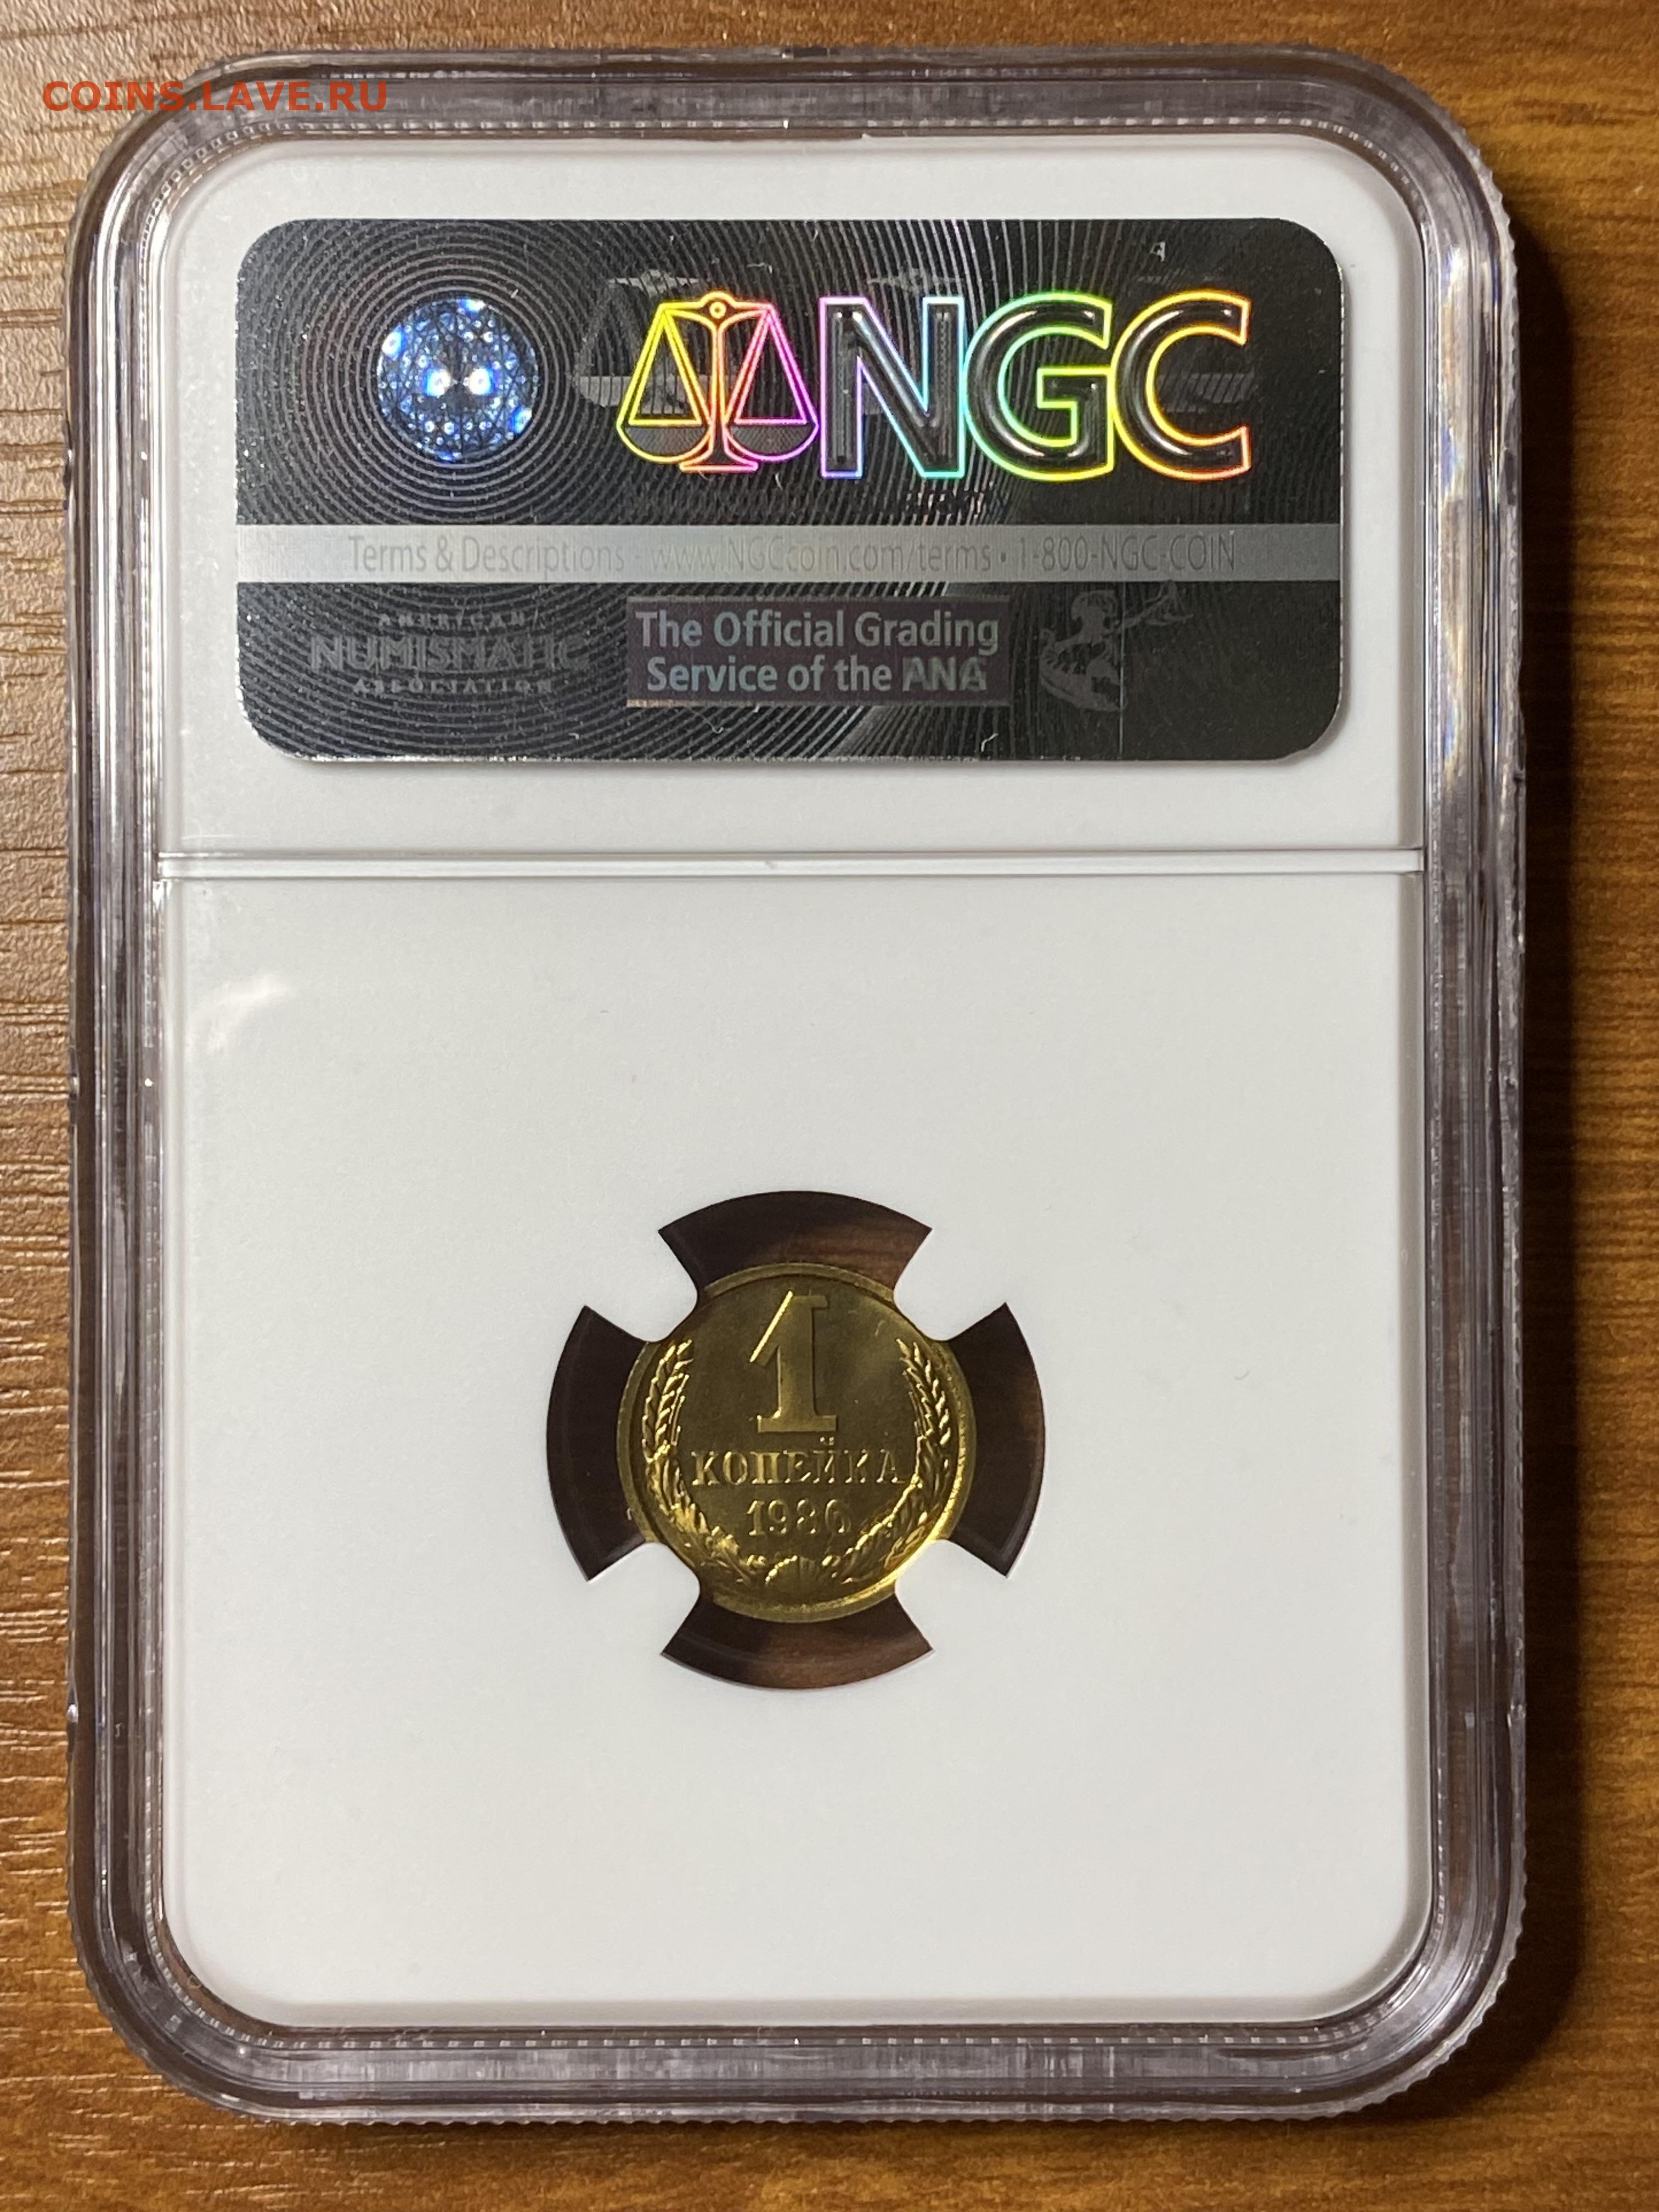 COINS.LAVE.RU
NGC
Terms & Descriptions - www.NGCcoin.com/terms • 1-800-NGC-COIN
AMERICAN
NUMISMATIC
ASSOCIATION
The Official Grading
Service of the ANA
1
КОПЕЙКА
1986